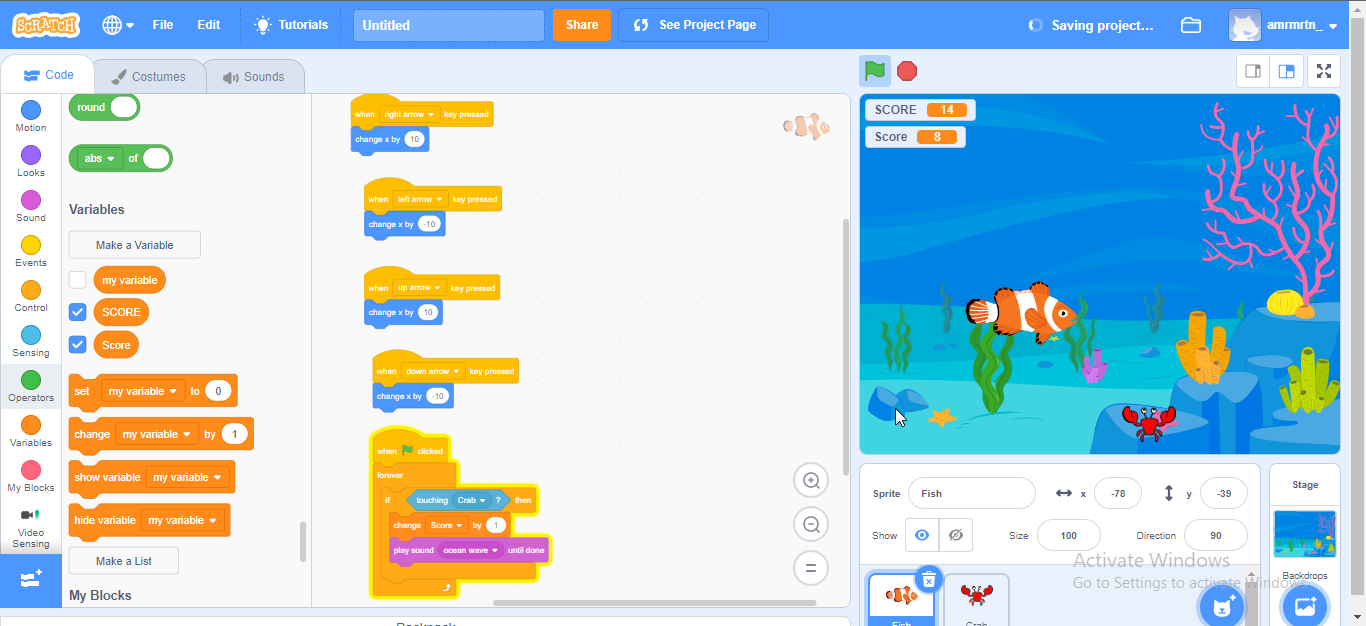 SCRATCH File Edit Tutorials Untitled Share See Project Page Saving project... amrmrtn_
Code Costumes Sounds
Motion
Looks
Sound
Events
Control
Sensing
Operators
Variables
My Blocks
Video
Sensing
round
abs of
Variables
Make a Variable
my variable
SCORE
Score
set my variable to 0
change my variable by 1
show variable my variable
hide variable my variable
Make a List
My Blocks
when right arrow key pressed
change x by 10
when left arrow key pressed
change x by -10
when up arrow key pressed
change x by 10
when down arrow key pressed
change x by -10
when clicked
forever
if touching Crab ? then
change Score by 1
play sound ocean wave until done
SCORE 14
Score 8
Sprite Fish x -78 y -39
Show Size 100 Direction 90
Stage
Backdrops
Fish
Crab
Activate Windows
Go to Settings to activate Windows.
Backpack